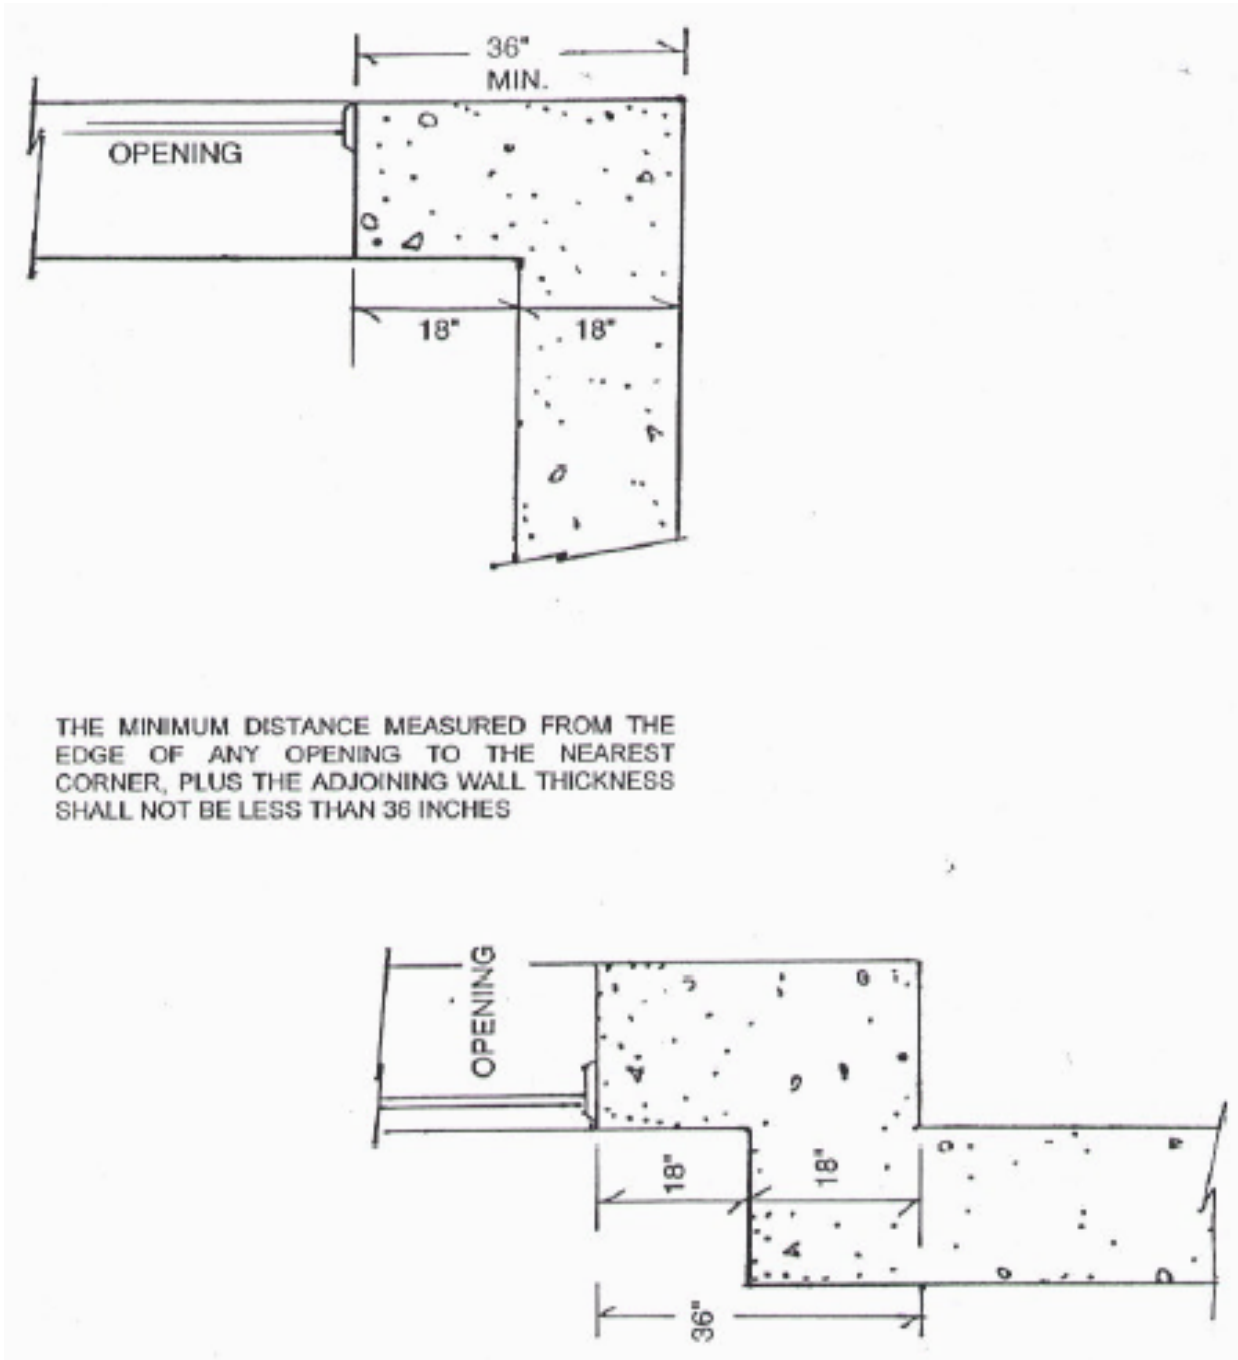 36"
MIN.
OPENING
18"
18"
THE MINIMUM DISTANCE MEASURED FROM THE
EDGE OF ANY OPENING TO THE NEAREST
CORNER, PLUS THE ADJOINING WALL THICKNESS
SHALL NOT BE LESS THAN 36 INCHES
OPENING
18"
18"
36"